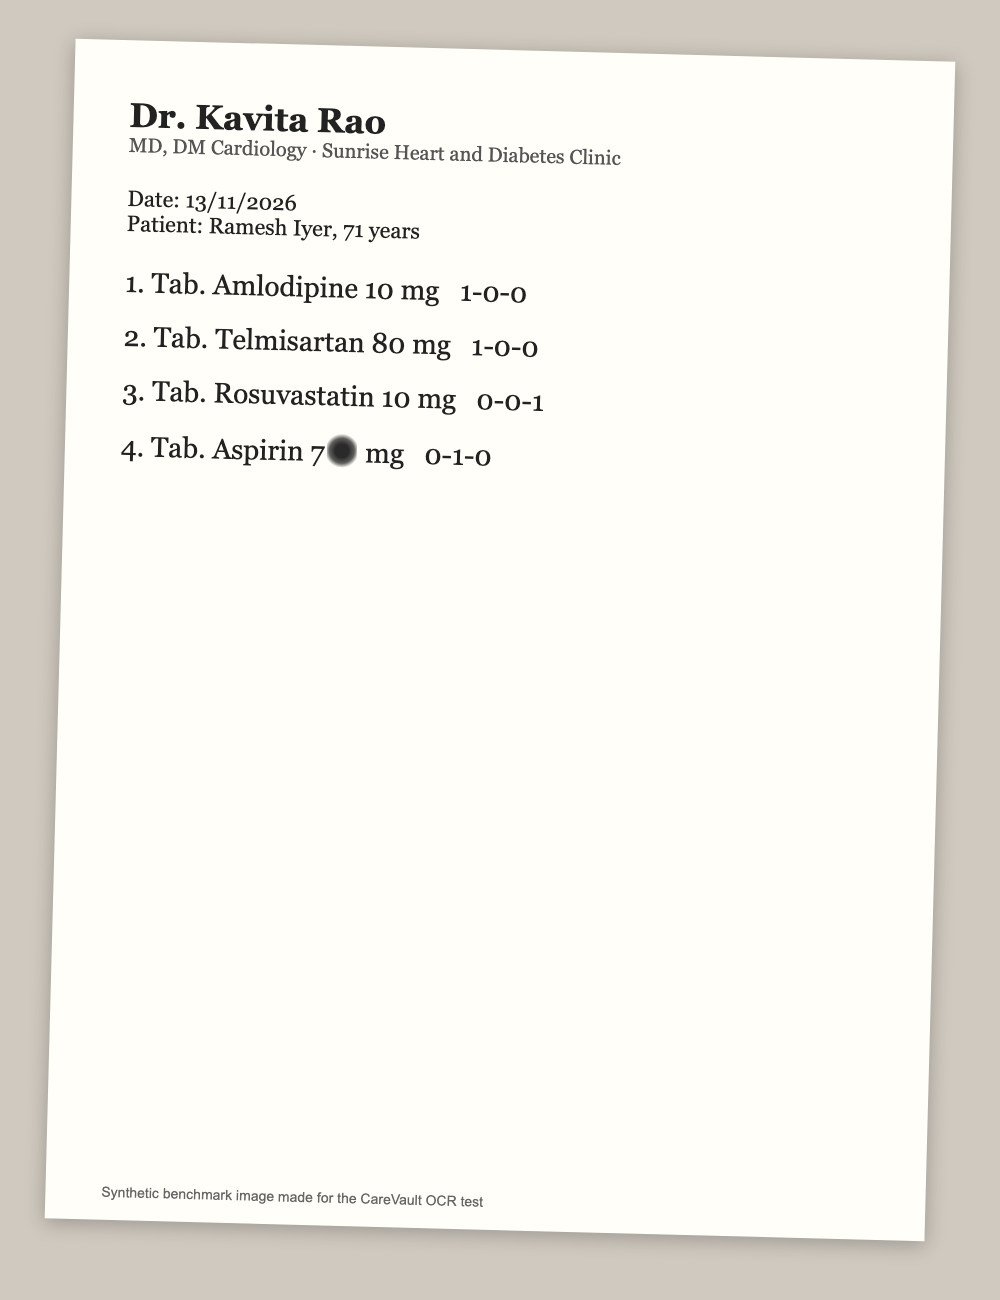 Dr. Kavita Rao
MD, DM Cardiology · Sunrise Heart and Diabetes Clinic
Date: 13/11/2026
Patient: Ramesh Iyer, 71 years
1. Tab. Amlodipine 10 mg 1-0-0
2. Tab. Telmisartan 80 mg 1-0-0
3. Tab. Rosuvastatin 10 mg 0-0-1
4. Tab. Aspirin mg 0-1-0
Synthetic benchmark image made for the CareVault OCR test